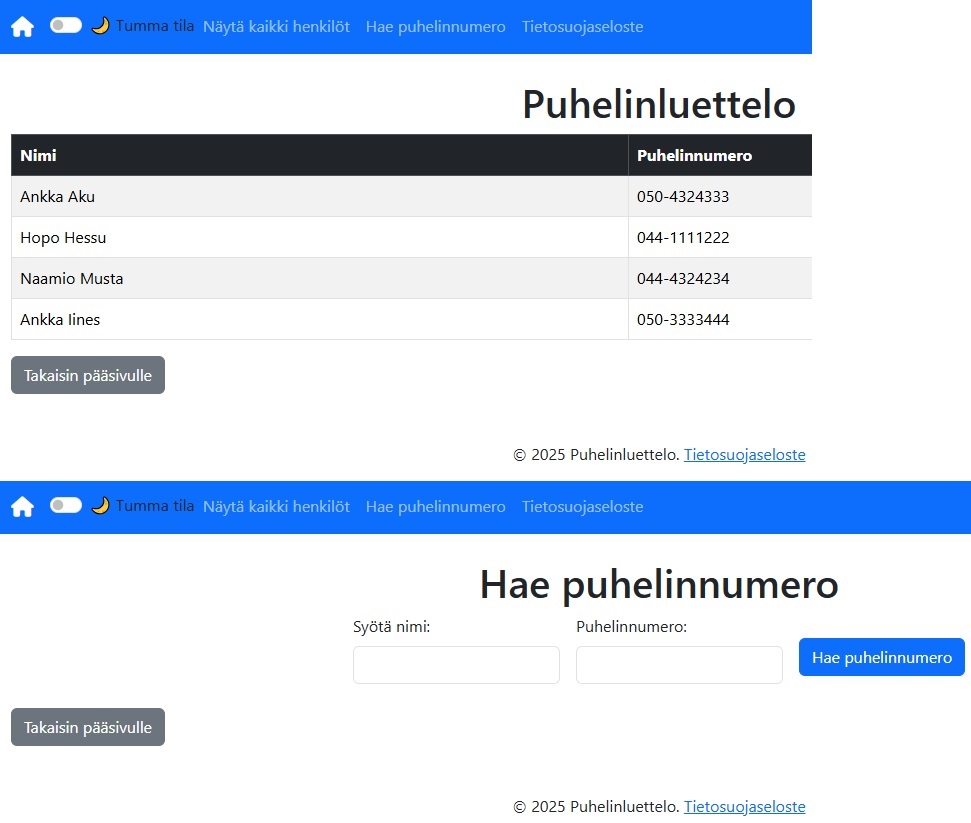 Tumma tila Näytä kaikki henkilöt Hae puhelinnumero Tietosuojaseloste
Puhelinluettelo
Nimi Puhelinnumero
Ankka Aku 050-4324333
Hopo Hessu 044-1111222
Naamio Musta 044-4324234
Ankka Iines 050-3333444
Takaisin pääsivulle
© 2025 Puhelinluettelo. Tietosuojaseloste
Tumma tila Näytä kaikki henkilöt Hae puhelinnumero Tietosuojaseloste
Hae puhelinnumero
Syötä nimi: Puhelinnumero:
Hae puhelinnumero
Takaisin pääsivulle
© 2025 Puhelinluettelo. Tietosuojaseloste